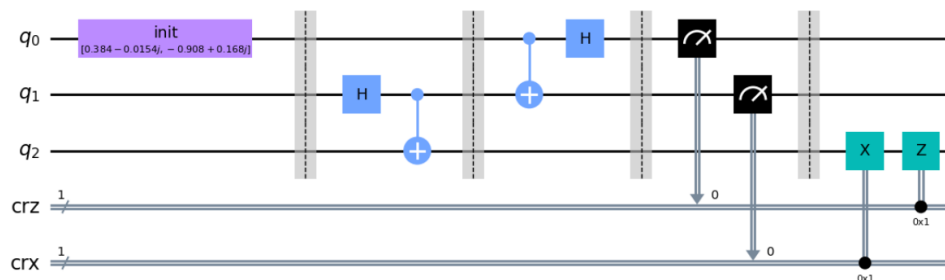 init
q0 [0.384 − 0.0154j, − 0.908 + 0.168j] H
q1 H
q2 X Z
crz 1 0 0x1
crx 1 0 0x1